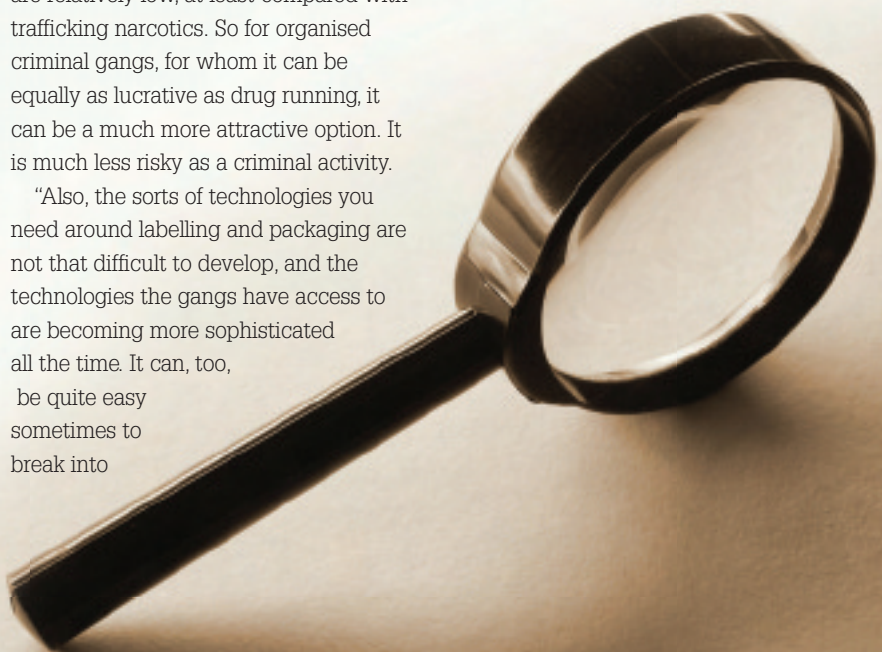 are relatively low, at least compared with
trafficking narcotics. So for organised
criminal gangs, for whom it can be
equally as lucrative as drug running, it
can be a much more attractive option. It
is much less risky as a criminal activity.
“Also, the sorts of technologies you
need around labelling and packaging are
not that difficult to develop, and the
technologies the gangs have access to
are becoming more sophisticated
all the time. It can, too,
be quite easy
sometimes to
break into